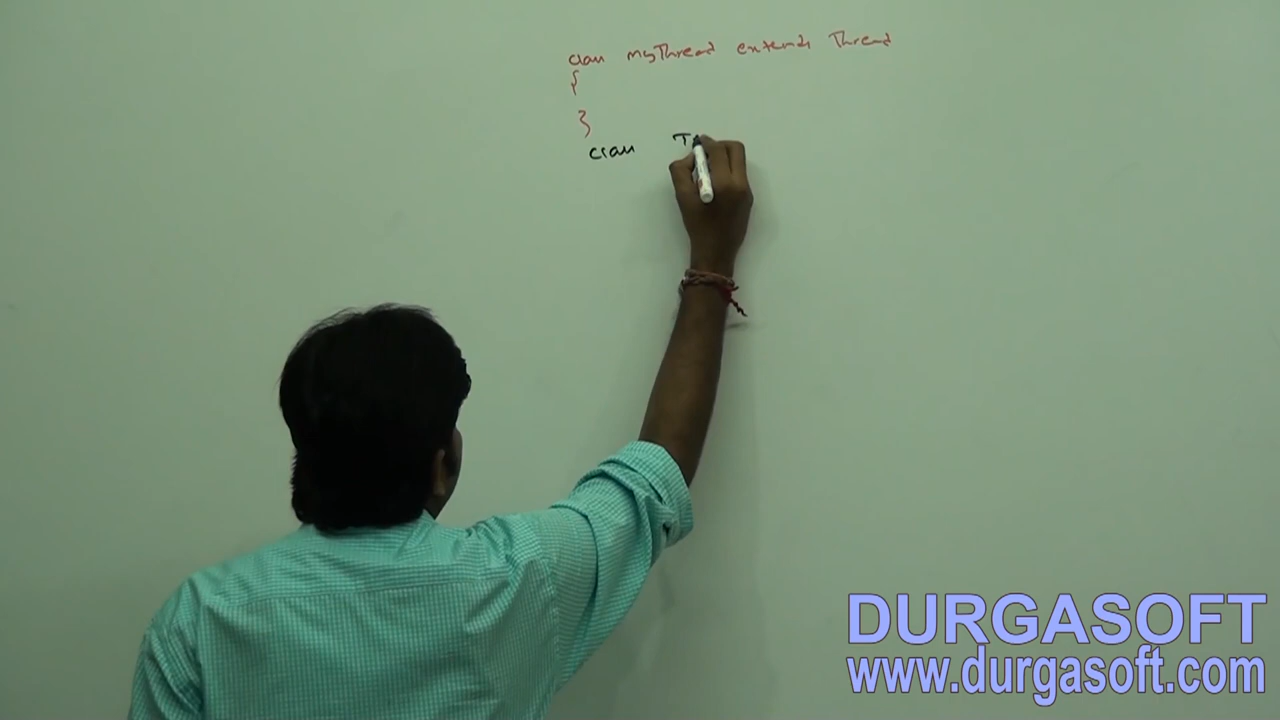 class MyThread extends Thread
{
}
class T
DURGASOFT
www.durgasoft.com